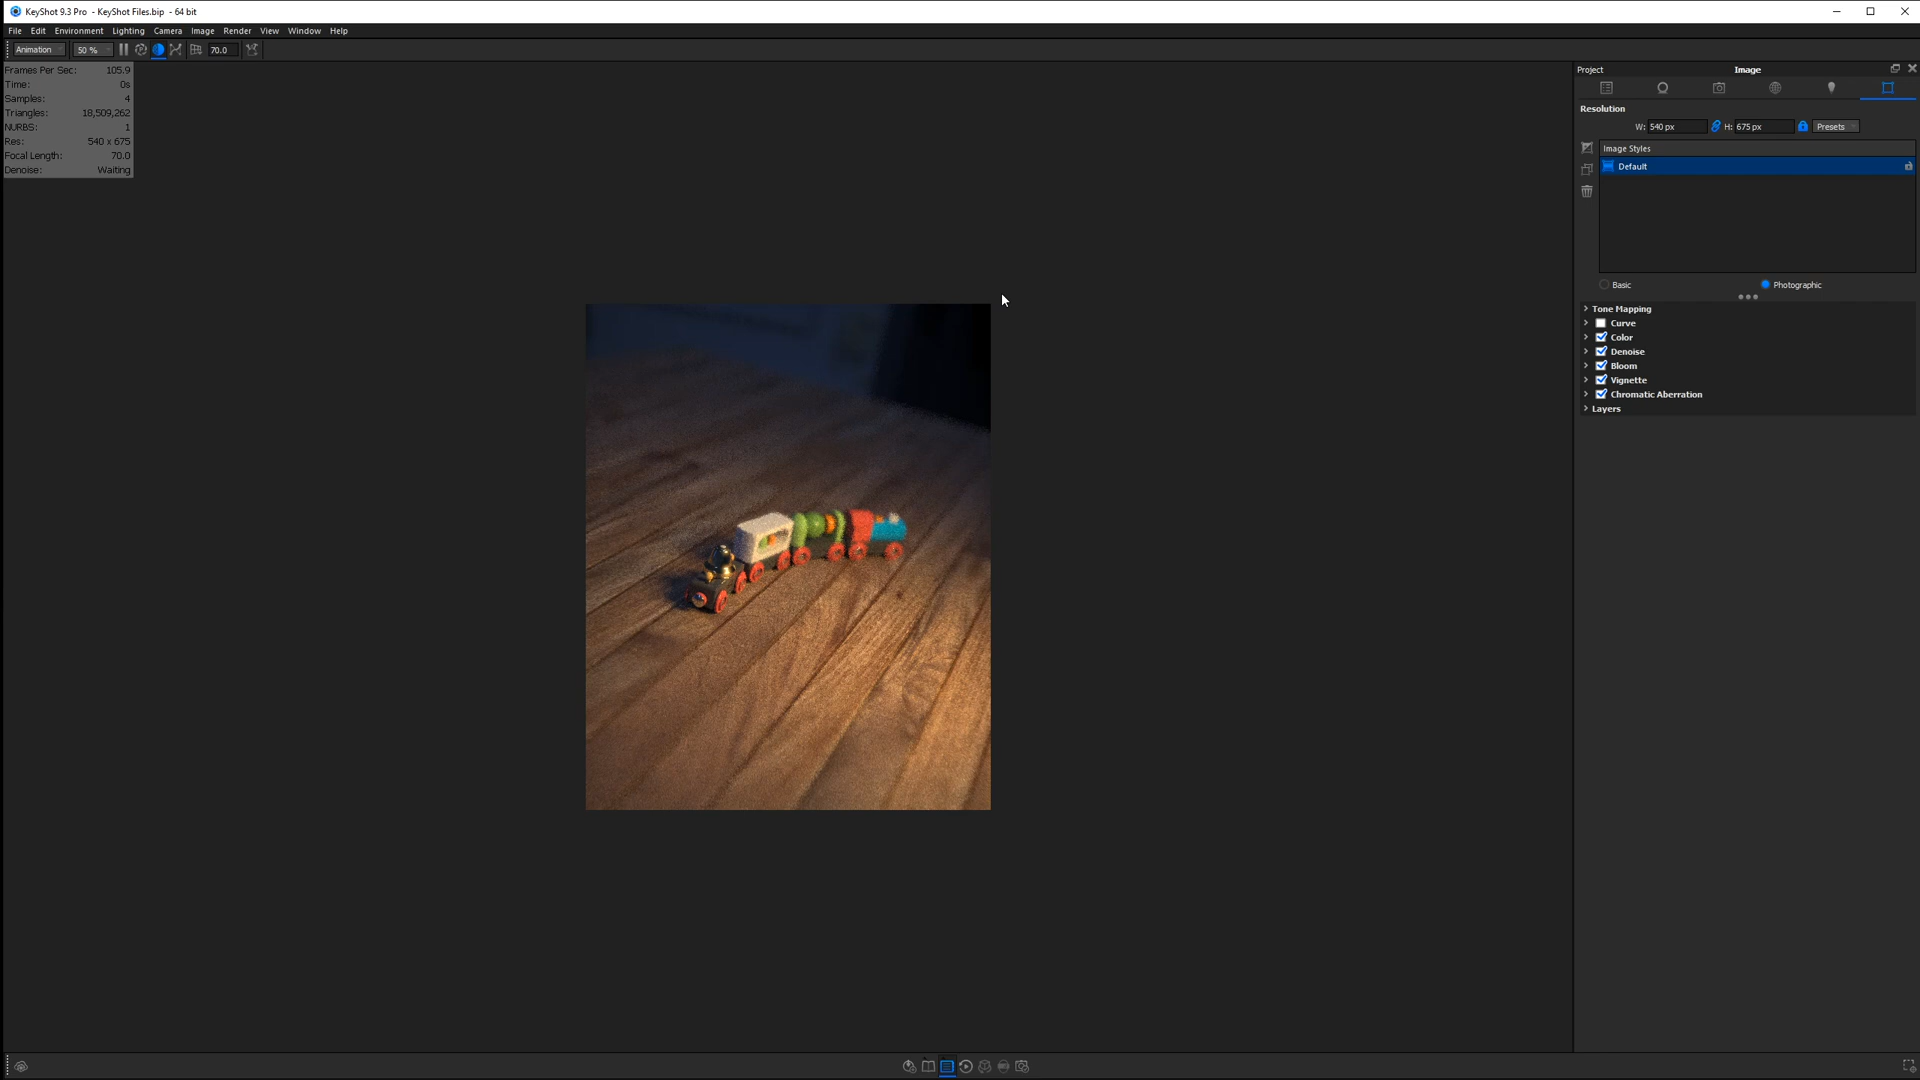 KeyShot 9.3 Pro - KeyShot Files.bip - 64 bit
File Edit Environment Lighting Camera Image Render View Window Help
Animation 50 % 70.0
Frames Per Sec: 105.9
Time: 0s
Samples: 4
Triangles: 18,509,262
NURBS: 1
Res: 540 x 675
Focal Length: 70.0
Denoise: Waiting
Project Image
Resolution
W: 540 px H: 675 px Presets
Image Styles
Default
Basic Photographic
Tone Mapping
Curve
Color
Denoise
Bloom
Vignette
Chromatic Aberration
Layers